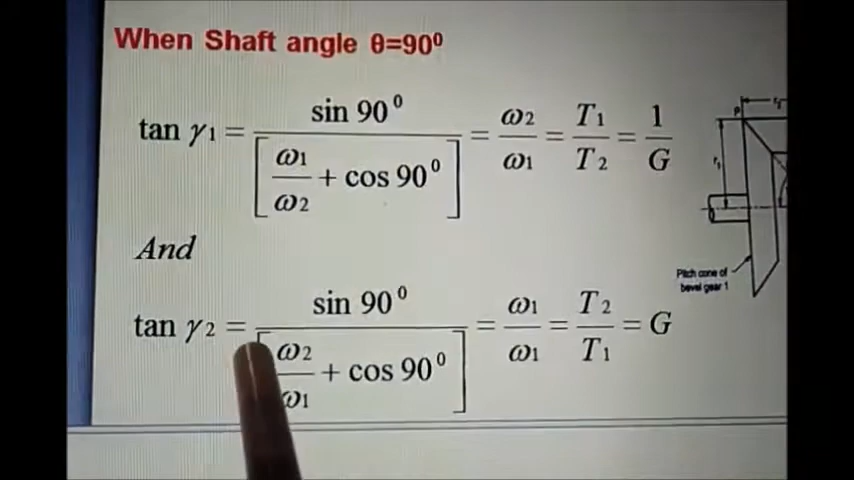 When Shaft angle θ=90⁰
tan γ1 = sin 90⁰ / [ω1/ω2 + cos 90⁰] = ω2/ω1 = T1/T2 = 1/G
And
tan γ2 = sin 90⁰ / [ω2/ω1 + cos 90⁰] = ω1/ω1 = T2/T1 = G
P
r1
Pitch cone of
bevel gear 1